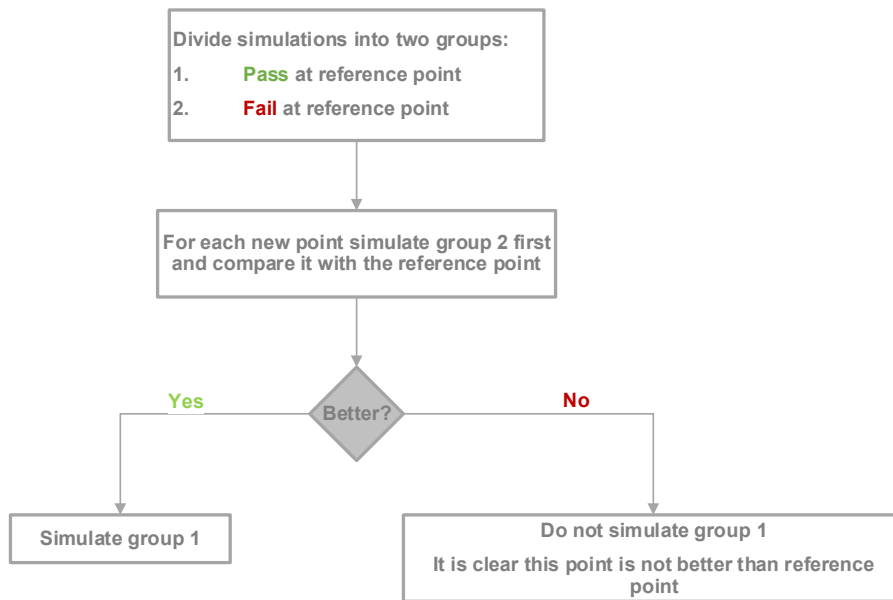 Divide simulations into two groups:
1. Pass at reference point
2. Fail at reference point
For each new point simulate group 2 first
and compare it with the reference point
Better?
Yes
No
Simulate group 1
Do not simulate group 1
It is clear this point is not better than reference
point